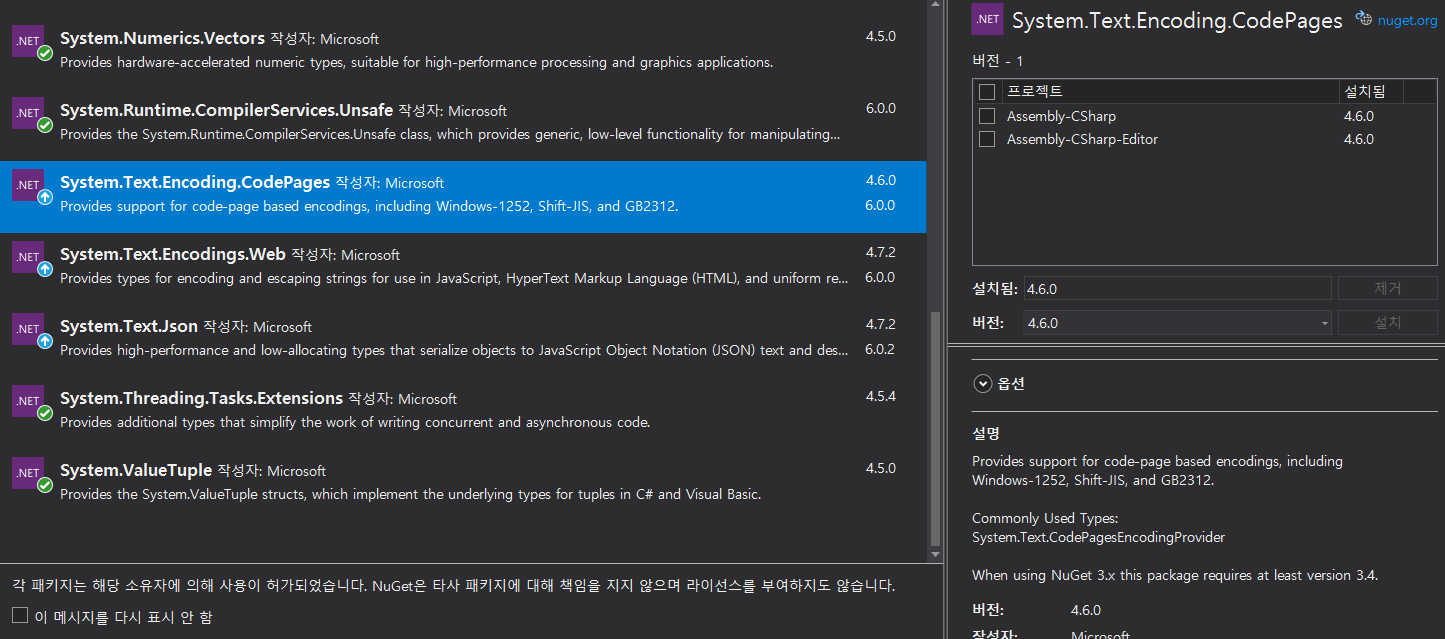 .NET System.Numerics.Vectors 작성자: Microsoft 4.5.0
Provides hardware-accelerated numeric types, suitable for high-performance processing and graphics applications.
.NET System.Runtime.CompilerServices.Unsafe 작성자: Microsoft 6.0.0
Provides the System.Runtime.CompilerServices.Unsafe class, which provides generic, low-level functionality for manipulating...
.NET System.Text.Encoding.CodePages 작성자: Microsoft 4.6.0
Provides support for code-page based encodings, including Windows-1252, Shift-JIS, and GB2312. 6.0.0
.NET System.Text.Encodings.Web 작성자: Microsoft 4.7.2
Provides types for encoding and escaping strings for use in JavaScript, HyperText Markup Language (HTML), and uniform re... 6.0.0
.NET System.Text.Json 작성자: Microsoft 4.7.2
Provides high-performance and low-allocating types that serialize objects to JavaScript Object Notation (JSON) text and des... 6.0.2
.NET System.Threading.Tasks.Extensions 작성자: Microsoft 4.5.4
Provides additional types that simplify the work of writing concurrent and asynchronous code.
.NET System.ValueTuple 작성자: Microsoft 4.5.0
Provides the System.ValueTuple structs, which implement the underlying types for tuples in C# and Visual Basic.
각 패키지는 해당 소유자에 의해 사용이 허가되었습니다. NuGet은 타사 패키지에 대해 책임을 지지 않으며 라이선스를 부여하지도 않습니다.
이 메시지를 다시 표시 안 함
.NET System.Text.Encoding.CodePages nuget.org
버전 - 1
프로젝트 설치됨
Assembly-CSharp 4.6.0
Assembly-CSharp-Editor 4.6.0
설치됨: 4.6.0 제거
버전: 4.6.0 설치
옵션
설명
Provides support for code-page based encodings, including
Windows-1252, Shift-JIS, and GB2312.
Commonly Used Types:
System.Text.CodePagesEncodingProvider
When using NuGet 3.x this package requires at least version 3.4.
버전: 4.6.0
작성자: Microsoft